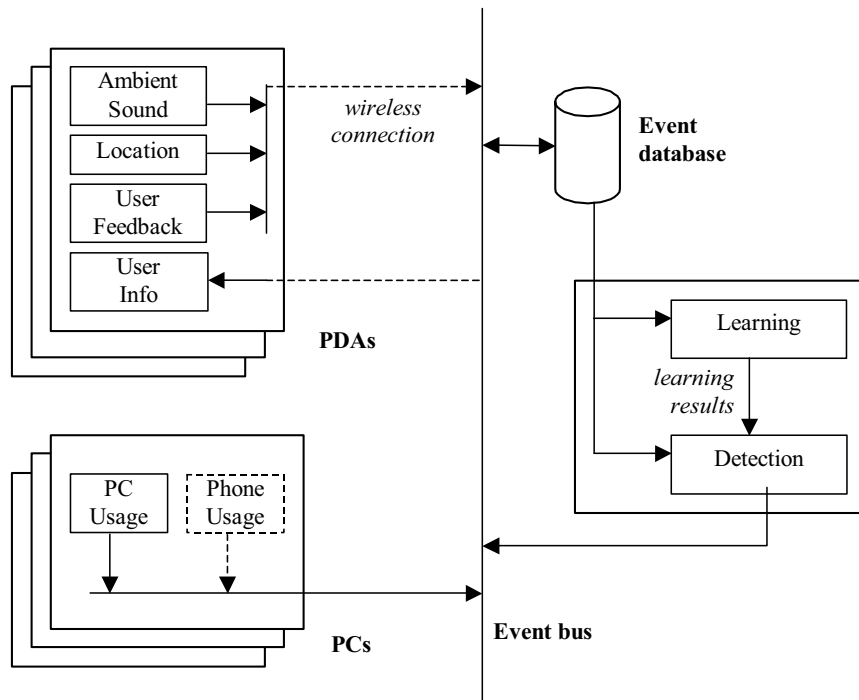 Ambient
Sound
Location
User
Feedback
User
Info
wireless
connection
PDAs
Event
database
Learning
learning
results
Detection
PC
Usage
Phone
Usage
PCs
Event bus